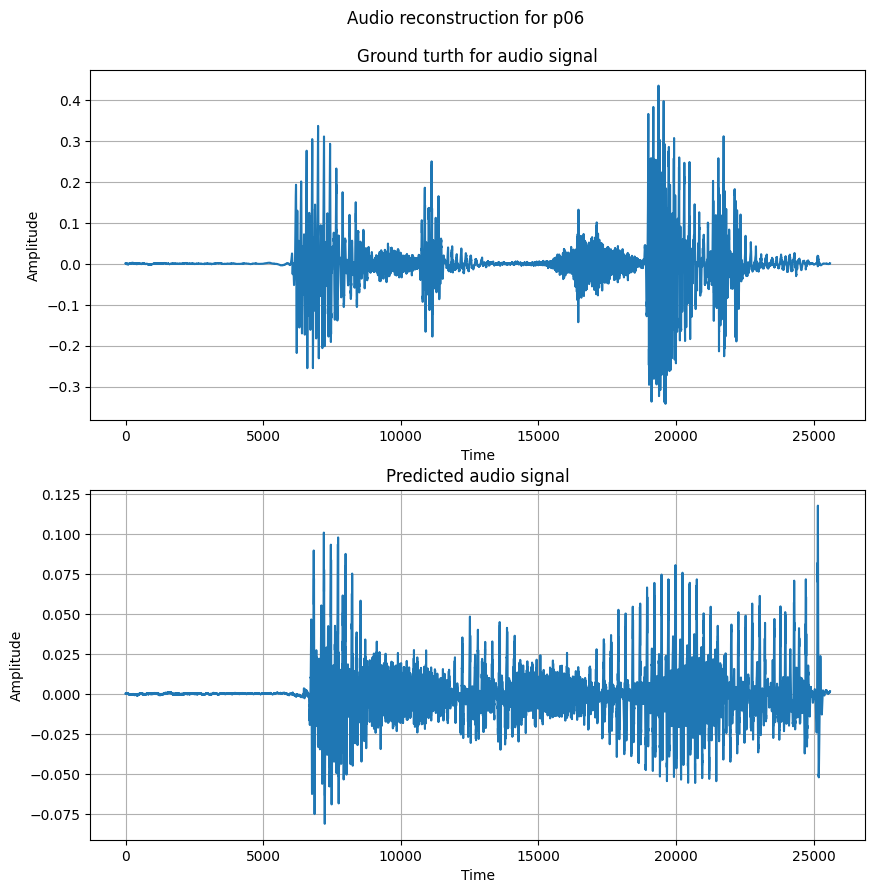 Audio reconstruction for p06
Ground turth for audio signal
0.4
0.3
0.2
0.1
0.0
−0.1
−0.2
−0.3
Amplitude
0 5000 10000 15000 20000 25000
Time
Predicted audio signal
0.125
0.100
0.075
0.050
0.025
0.000
−0.025
−0.050
−0.075
Amplitude
0 5000 10000 15000 20000 25000
Time